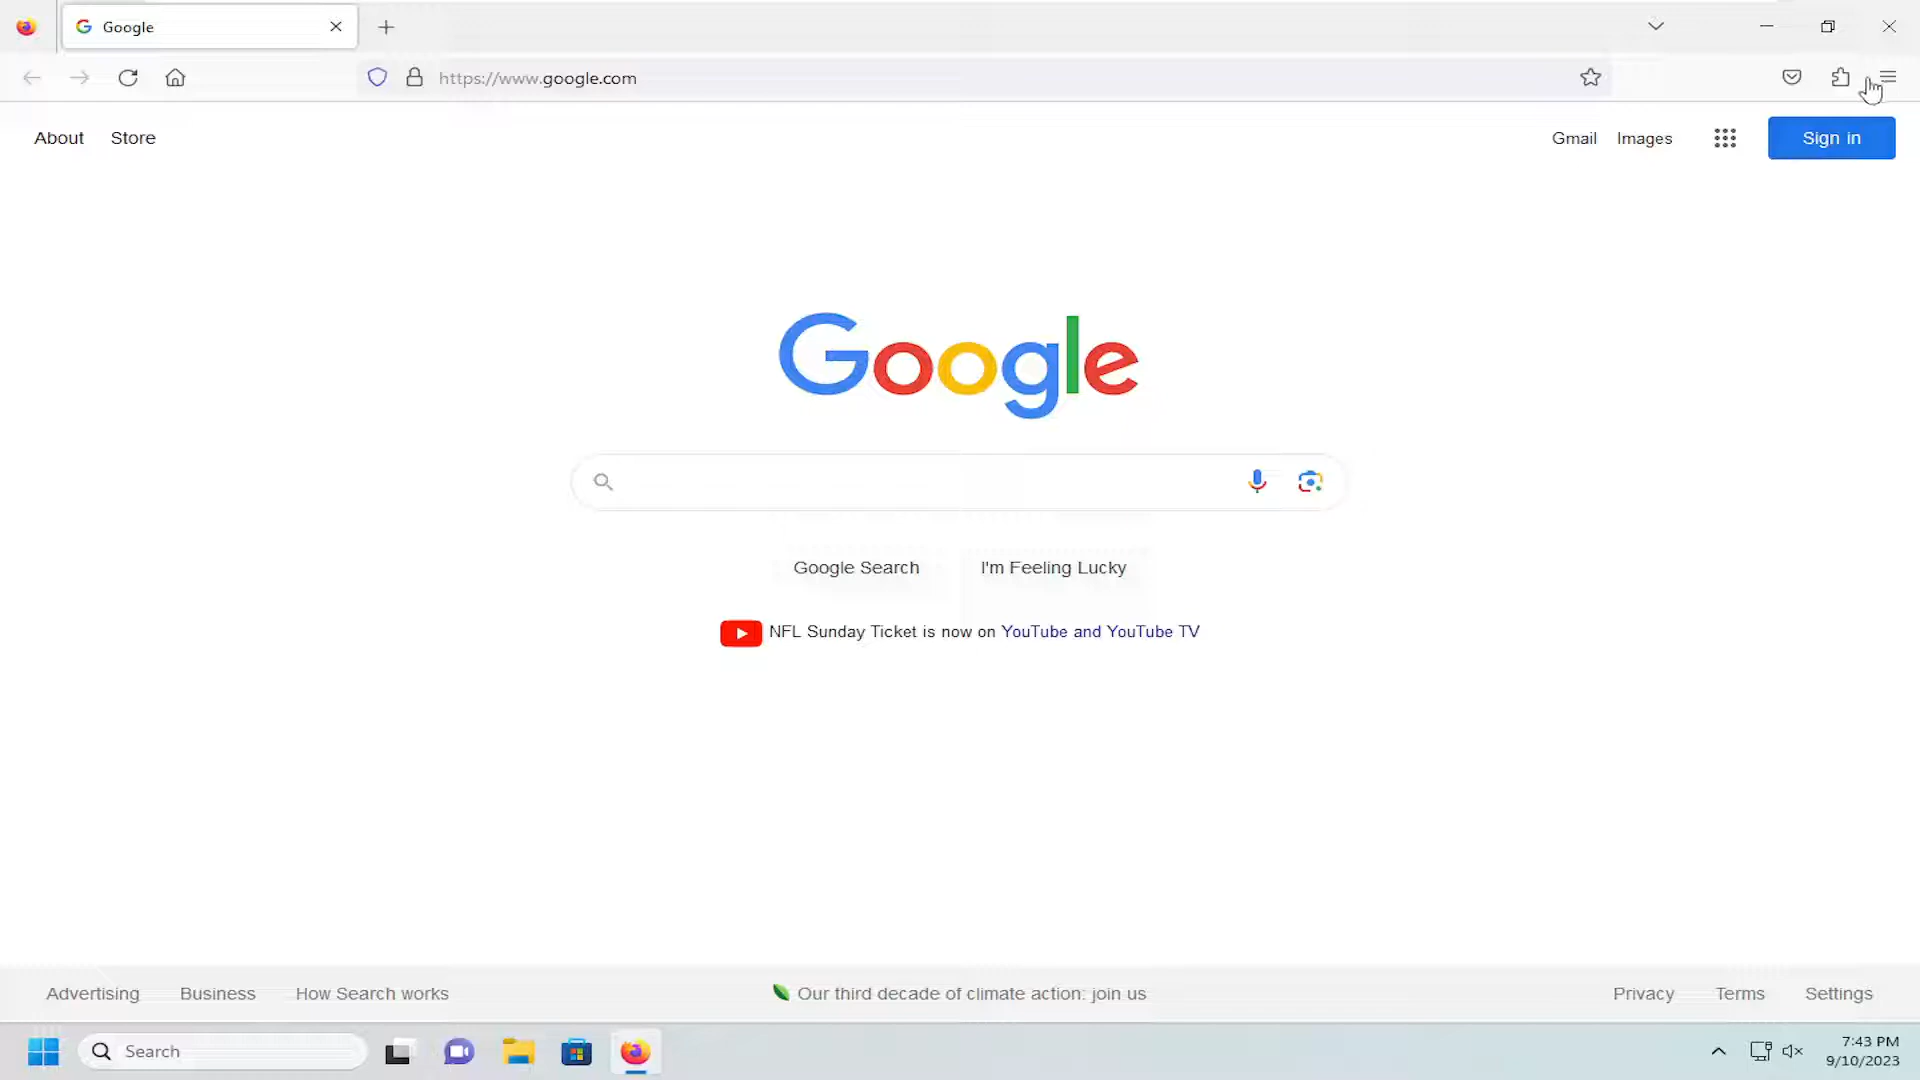 Google
https://www.google.com
About Store
Gmail Images Sign in
Google
Google Search I'm Feeling Lucky
NFL Sunday Ticket is now on YouTube and YouTube TV
Advertising Business How Search works
Our third decade of climate action: join us
Privacy Terms Settings
Search
7:43 PM
9/10/2023